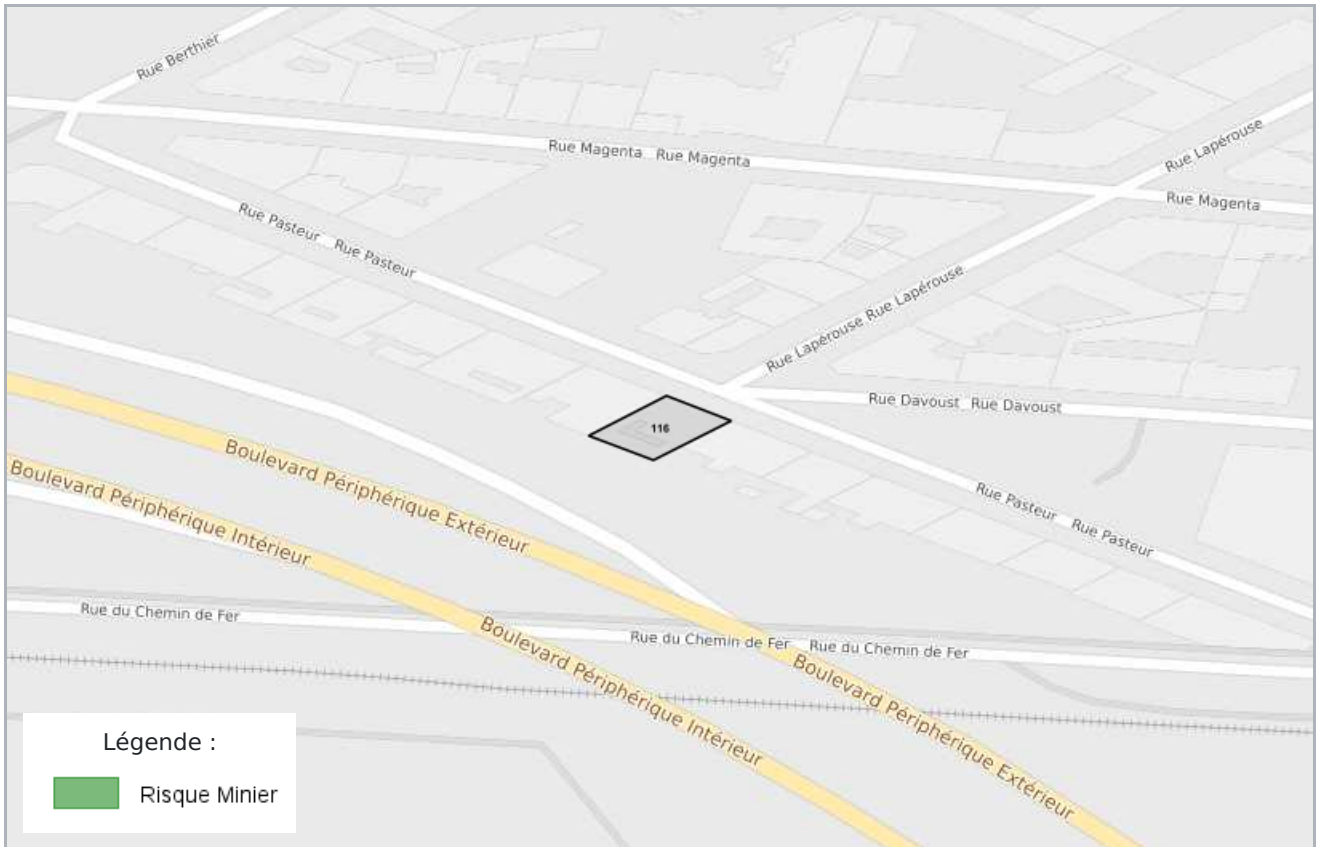 Rue Berthier
Rue Lapérouse
Rue Magenta Rue Magenta
Rue Magenta
Rue Pasteur Rue Pasteur
Rue Lapérouse Rue Lapérouse
Rue Davoust Rue Davoust
116
Boulevard Périphérique Extérieur
Boulevard Périphérique Intérieur
Rue Pasteur Rue Pasteur
Rue du Chemin de Fer
Rue du Chemin de Fer Rue du Chemin de Fer
Boulevard Périphérique Intérieur
Boulevard Périphérique Extérieur
Légende :
Risque Minier